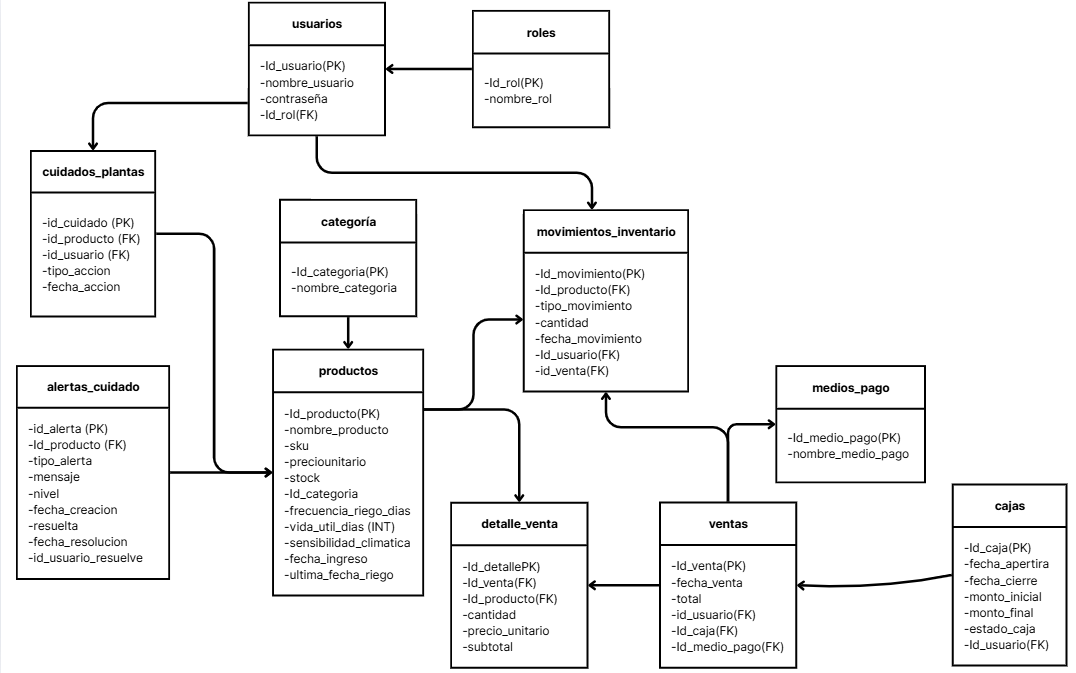 usuarios
-Id_usuario(PK)
-nombre_usuario
-contraseña
-Id_rol(FK)
roles
-Id_rol(PK)
-nombre_rol
cuidados_plantas
-id_cuidado (PK)
-id_producto (FK)
-id_usuario (FK)
-tipo_accion
-fecha_accion
categoría
-Id_categoria(PK)
-nombre_categoria
movimientos_inventario
-Id_movimiento(PK)
-Id_producto(FK)
-tipo_movimiento
-cantidad
-fecha_movimiento
-Id_usuario(FK)
-id_venta(FK)
alertas_cuidado
-id_alerta (PK)
-Id_producto (FK)
-tipo_alerta
-mensaje
-nivel
-fecha_creacion
-resuelta
-fecha_resolucion
-id_usuario_resuelve
productos
-Id_producto(PK)
-nombre_producto
-sku
-preciounitario
-stock
-Id_categoria
-frecuencia_riego_dias
-vida_util_dias (INT)
-sensibilidad_climatica
-fecha_ingreso
-ultima_fecha_riego
medios_pago
-Id_medio_pago(PK)
-nombre_medio_pago
detalle_venta
-Id_detallePK)
-Id_venta(FK)
-Id_producto(FK)
-cantidad
-precio_unitario
-subtotal
ventas
-Id_venta(PK)
-fecha_venta
-total
-id_usuario(FK)
-Id_caja(FK)
-Id_medio_pago(FK)
cajas
-Id_caja(PK)
-fecha_apertira
-fecha_cierre
-monto_inicial
-monto_final
-estado_caja
-Id_usuario(FK)